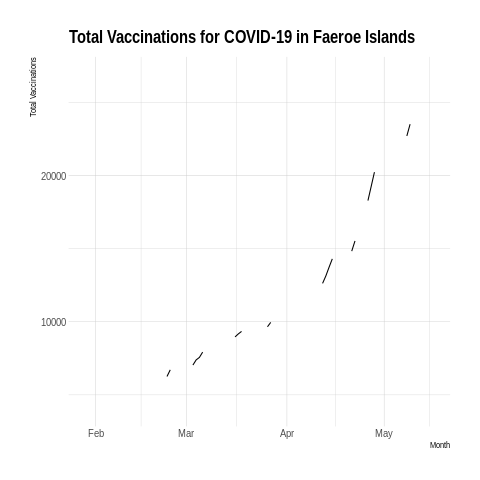 Total Vaccinations for COVID-19 in Faeroe Islands
Total Vaccinations
20000
10000
Feb
Mar
Apr
May
Month